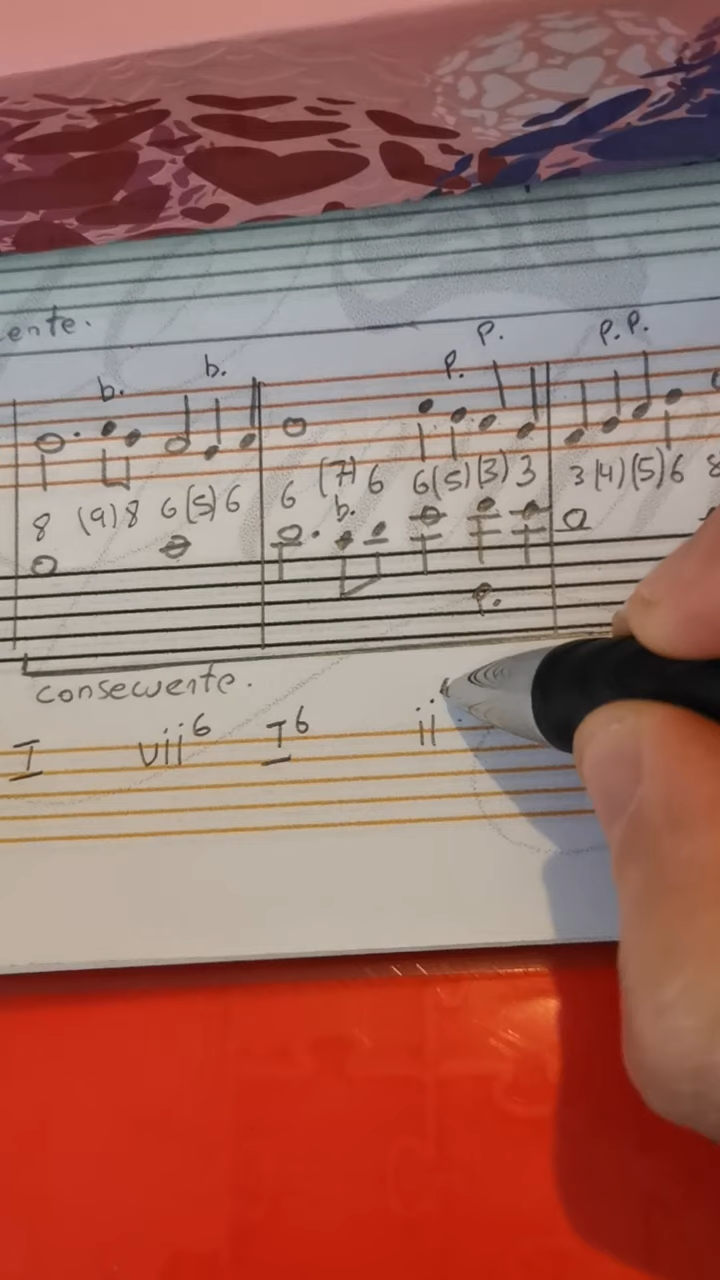 ente.
b. b. p. p. p. p.
8 (9) 8 6 (5) 6 6 (7) 6 6 (5) (3) 3 3 (4) (5) 6 8
b.
p.
consecuente.
I vii6 I6 ii